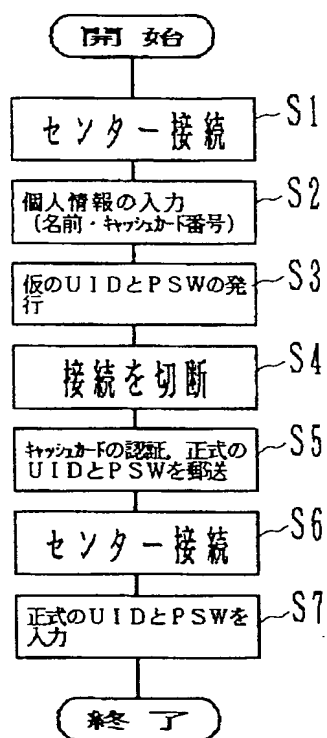 開始
センター接続
S1
個人情報の入力
(名前・キャッシュカード番号)
S2
仮のUIDとPSWの発
行
S3
接続を切断
S4
キャッシュカードの認証,正式の
UIDとPSWを郵送
S5
センター接続
S6
正式のUIDとPSWを
入力
S7
終了